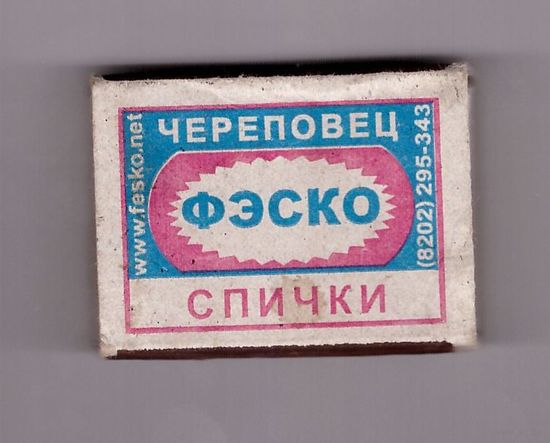 ЧЕРЕПОВЕЦ
www.fesko.net
ФЭСКО
(8202) 295-343
СПИЧКИ